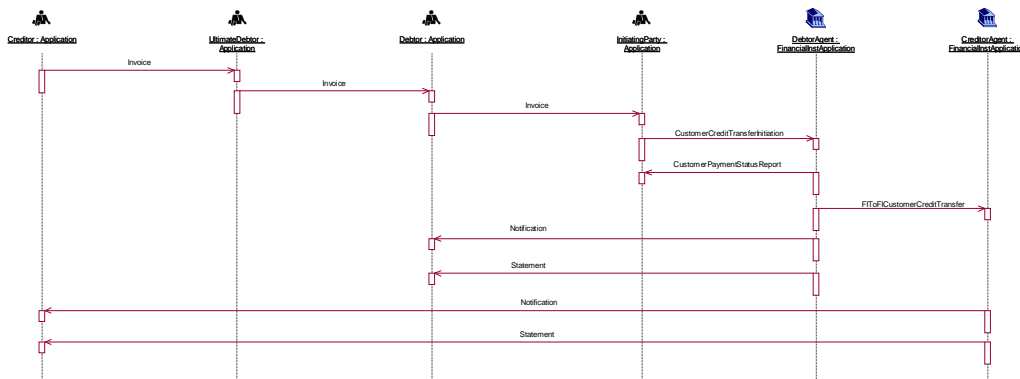 Creditor : Application
UltimateDebtor :
Application
Debtor : Application
InitiatingParty :
Application
DebtorAgent :
FinancialInstApplication
CreditorAgent :
FinancialInstApplicatio
Invoice
Invoice
Invoice
CustomerCreditTransferInitiation
CustomerPaymentStatusReport
FIToFICustomerCreditTransfer
Notification
Statement
Notification
Statement